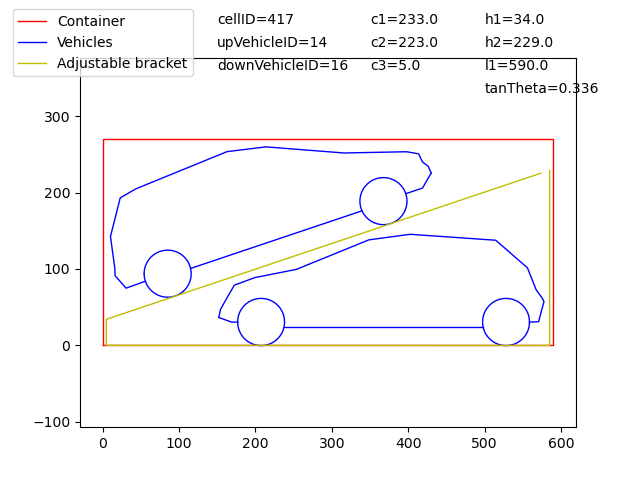 Container
Vehicles
Adjustable bracket
cellID=417
upVehicleID=14
downVehicleID=16
c1=233.0
c2=223.0
c3=5.0
h1=34.0
h2=229.0
l1=590.0
tanTheta=0.336
300
200
100
0
−100
0 100 200 300 400 500 600